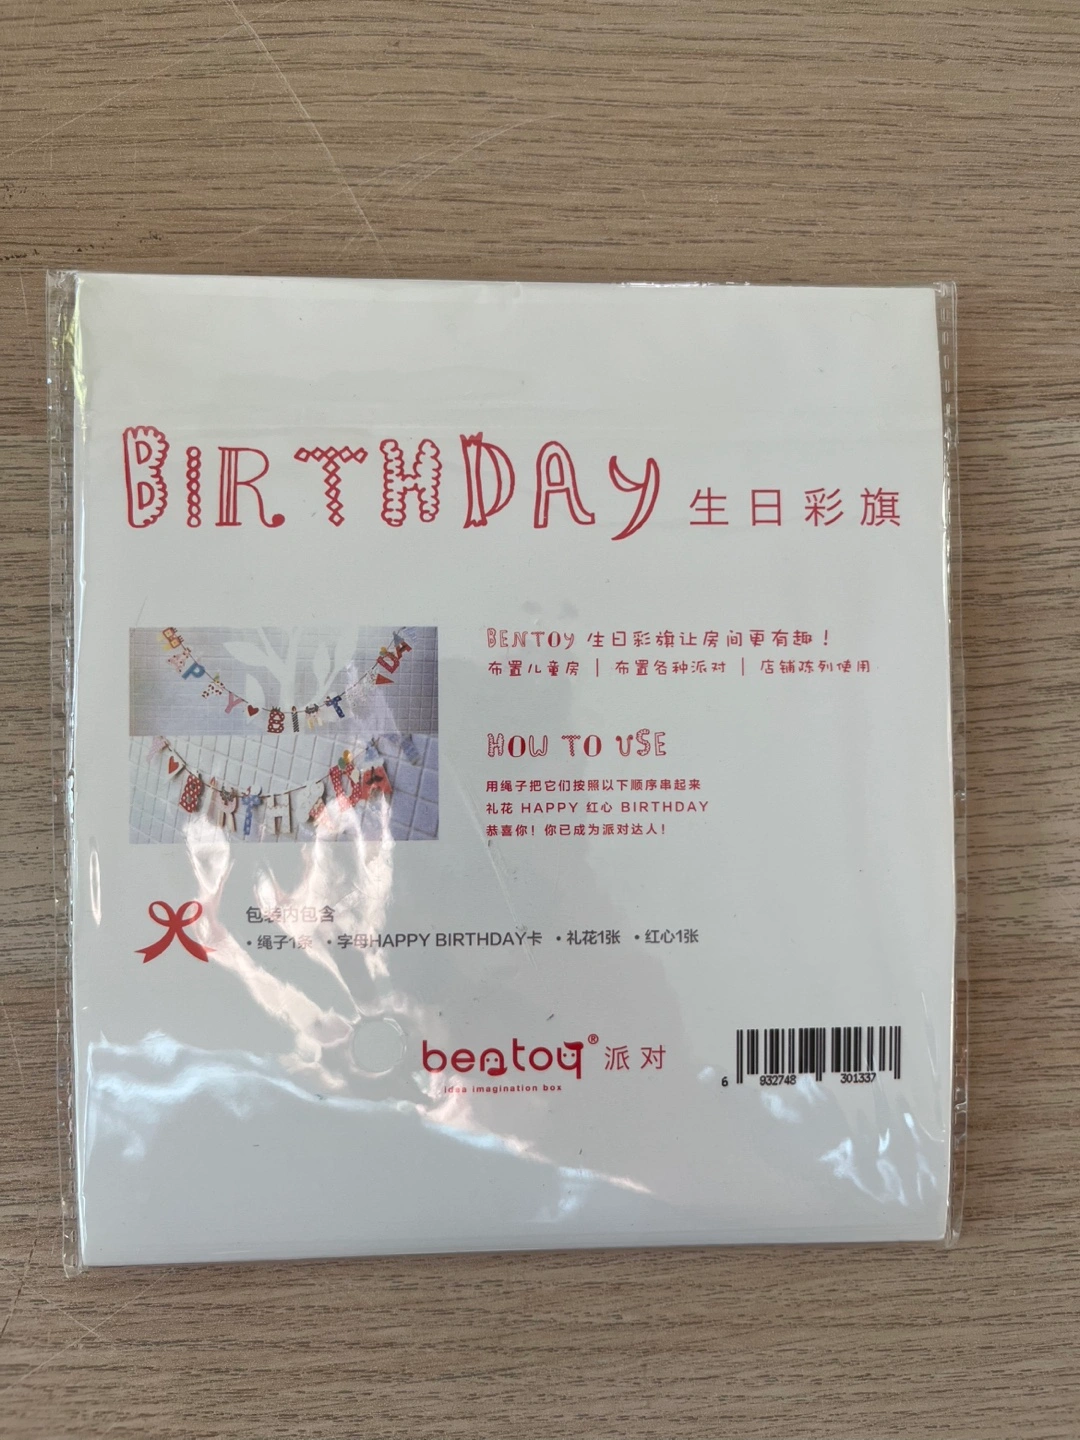 BiRTHDAY 生日彩旗
BENTOY 生日彩旗让房间更有趣！
布置儿童房 | 布置各种派对 | 店铺陈列使用
HOW TO USE
用绳子把它们按照以下顺序串起来
礼花 HAPPY 红心 BIRTHDAY
恭喜你！你已成为派对达人！
包装内包含
• 绳子1条 • 字母HAPPY BIRTHDAY卡 • 礼花1张 • 红心1张
bentoy® 派对
idea imagination box
6 932748 301337